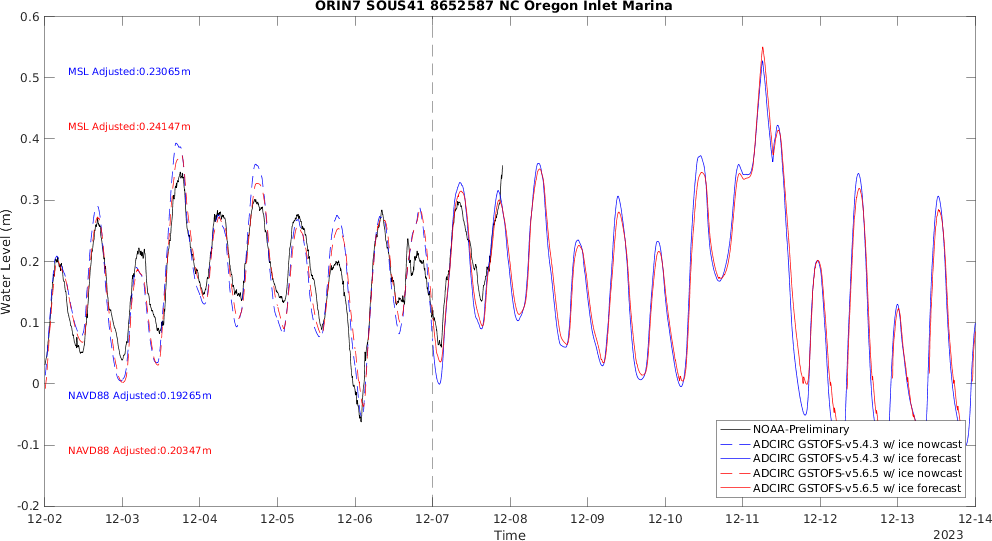 ORIN7 SOUS41 8652587 NC Oregon Inlet Marina
0.6
0.5
0.4
0.3
0.2
0.1
0
-0.1
-0.2
Water Level (m)
MSL Adjusted:0.23065m
MSL Adjusted:0.24147m
NAVD88 Adjusted:0.19265m
NAVD88 Adjusted:0.20347m
NOAA-Preliminary
ADCIRC GSTOFS-v5.4.3 w/ ice nowcast
ADCIRC GSTOFS-v5.4.3 w/ ice forecast
ADCIRC GSTOFS-v5.6.5 w/ ice nowcast
ADCIRC GSTOFS-v5.6.5 w/ ice forecast
12-02 12-03 12-04 12-05 12-06 12-07 12-08 12-09 12-10 12-11 12-12 12-13 12-14
Time
2023